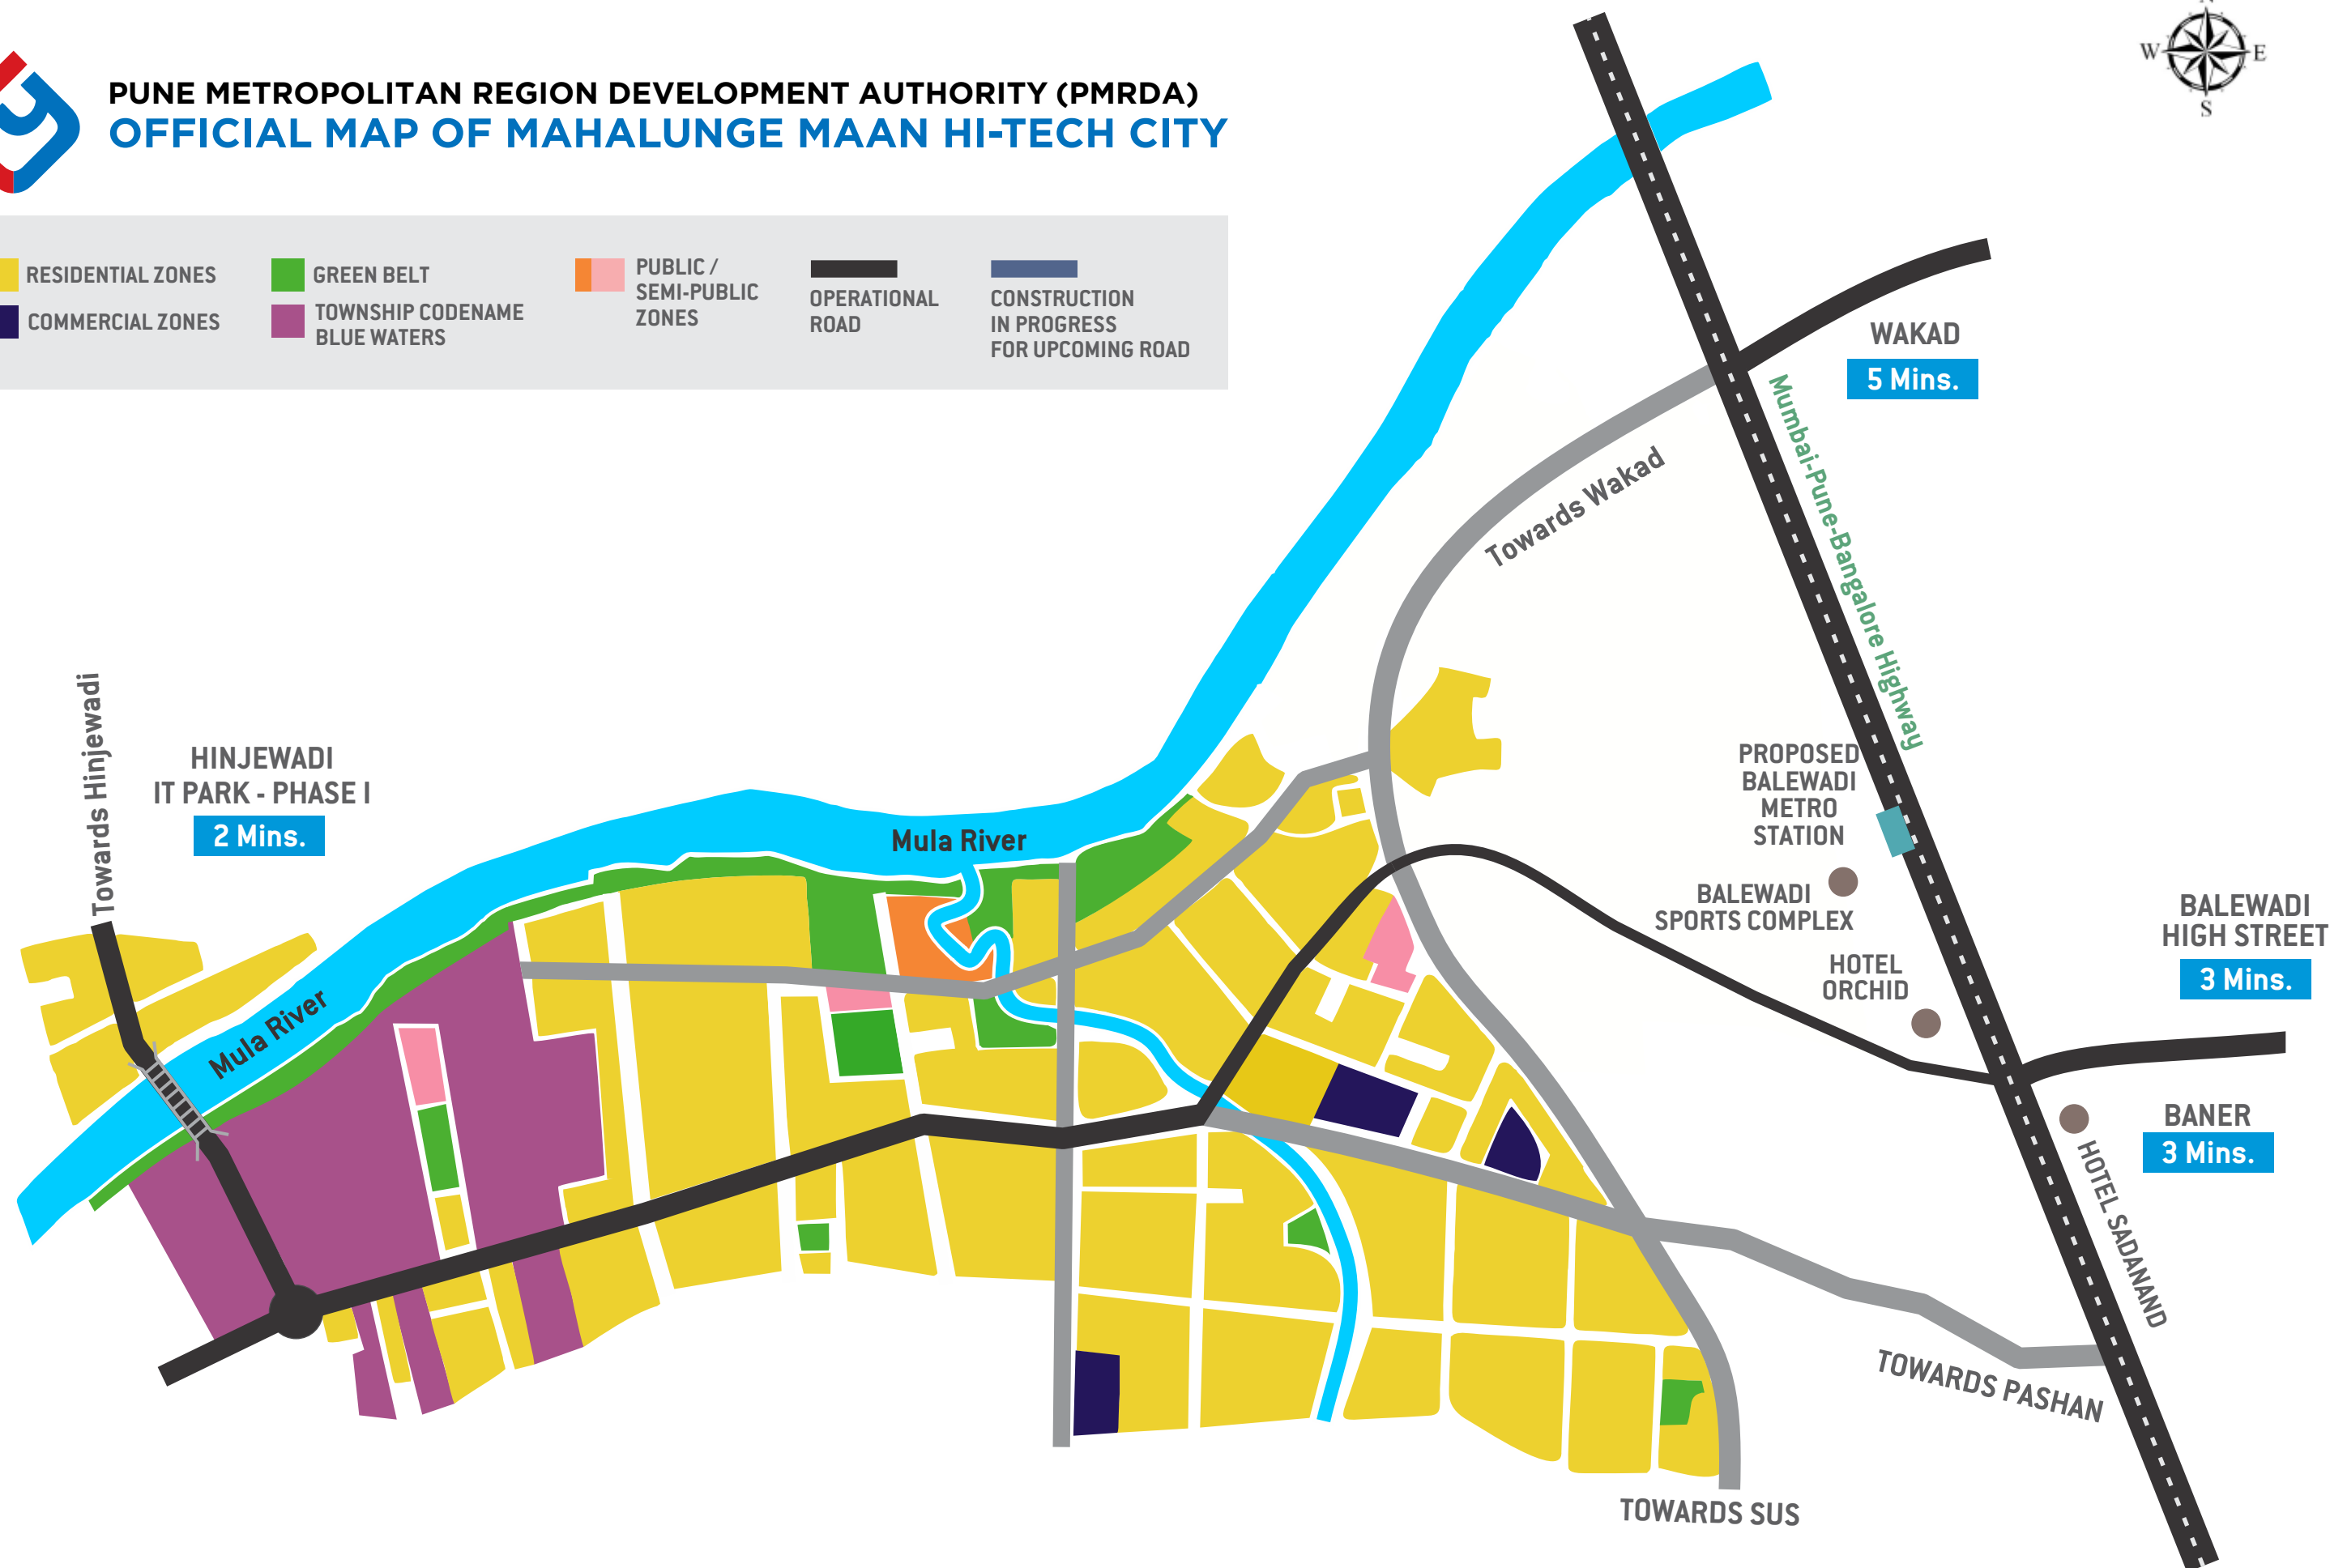 PUNE METROPOLITAN REGION DEVELOPMENT AUTHORITY (PMRDA)
OFFICIAL MAP OF MAHALUNGE MAAN HI-TECH CITY
N
W
E
S
RESIDENTIAL ZONES
COMMERCIAL ZONES
GREEN BELT
TOWNSHIP CODENAME
BLUE WATERS
PUBLIC /
SEMI-PUBLIC
ZONES
OPERATIONAL
ROAD
CONSTRUCTION
IN PROGRESS
FOR UPCOMING ROAD
WAKAD
5 Mins.
Mumbai-Pune-Bangalore Highway
Towards Wakad
Towards Hinjewadi
HINJEWADI
IT PARK - PHASE I
2 Mins.
Mula River
Mula River
PROPOSED
BALEWADI
METRO
STATION
BALEWADI
SPORTS COMPLEX
HOTEL
ORCHID
BALEWADI
HIGH STREET
3 Mins.
BANER
3 Mins.
HOTEL SADANAND
TOWARDS PASHAN
TOWARDS SUS